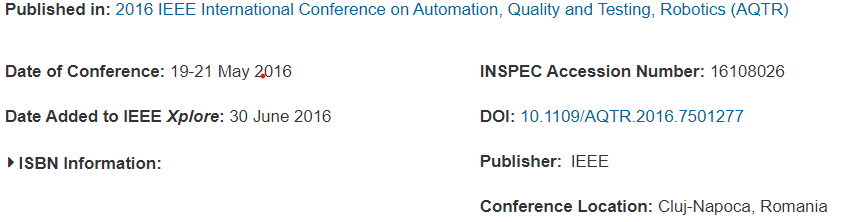 Published in: 2016 IEEE International Conference on Automation, Quality and Testing, Robotics (AQTR)
Date of Conference: 19-21 May 2016
INSPEC Accession Number: 16108026
Date Added to IEEE Xplore: 30 June 2016
DOI: 10.1109/AQTR.2016.7501277
ISBN Information:
Publisher: IEEE
Conference Location: Cluj-Napoca, Romania